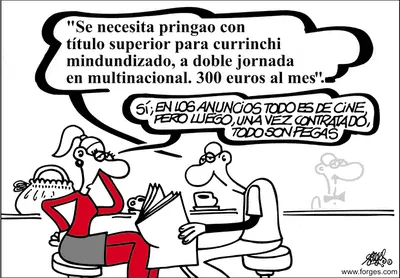 "Se necesita pringao con
título superior para currinchi
mindundizado, a doble jornada
en multinacional. 300 euros al mes".
SÍ; EN LOS ANUNCIOS TODO ES DE CINE,
PERO LUEGO, UNA VEZ CONTRATADO,
TODO SON PEGAS
forges
www.forges.com